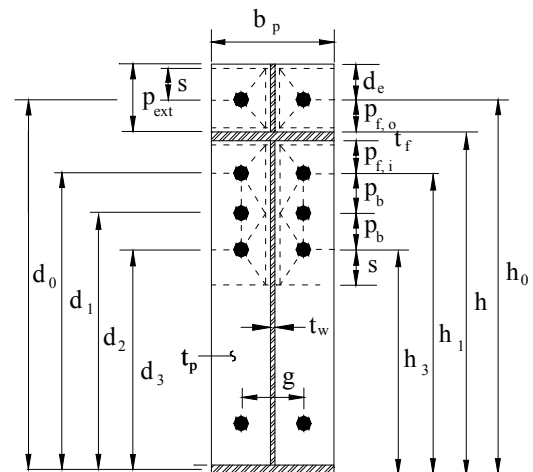 b p
s
p ext
d e
p f, o
t f
p f, i
p b
p b
s
d 0
d 1
d 2
d 3
h 0
h
h 1
h 3
t w
t p
g